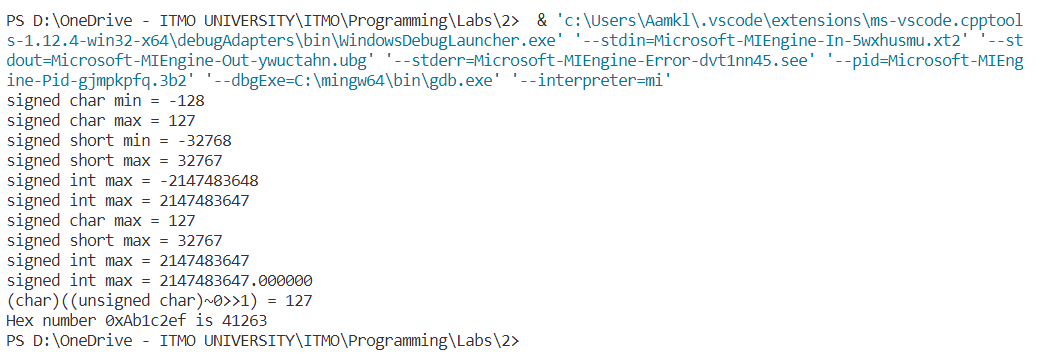 PS D:\OneDrive - ITMO UNIVERSITY\ITMO\Programming\Labs\2>  & 'c:\Users\Aamkl\.vscode\extensions\ms-vscode.cpptool
s-1.12.4-win32-x64\debugAdapters\bin\WindowsDebugLauncher.exe' '--stdin=Microsoft-MIEngine-In-5wxhusmu.xt2' '--st
dout=Microsoft-MIEngine-Out-ywuctahn.ubg' '--stderr=Microsoft-MIEngine-Error-dvt1nn45.see' '--pid=Microsoft-MIEng
ine-Pid-gjmpkpfq.3b2' '--dbgExe=C:\mingw64\bin\gdb.exe' '--interpreter=mi'
signed char min = -128
signed char max = 127
signed short min = -32768
signed short max = 32767
signed int max = -2147483648
signed int max = 2147483647
signed char max = 127
signed short max = 32767
signed int max = 2147483647
signed int max = 2147483647.000000
(char)((unsigned char)~0>>1) = 127
Hex number 0xAb1c2ef is 41263
PS D:\OneDrive - ITMO UNIVERSITY\ITMO\Programming\Labs\2>